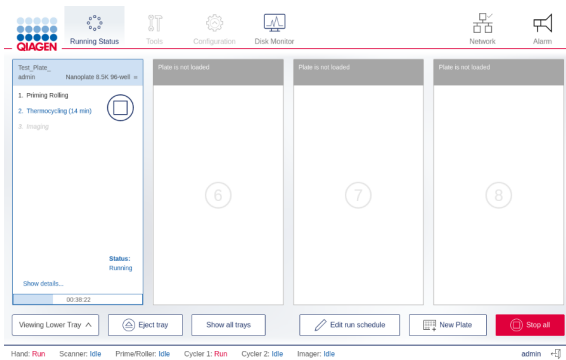 QIAGEN
Running Status
Tools
Configuration
Disk Monitor
Network
Alarm
Test_Plate_
admin Nanoplate 8.5K 96-well »
1. Priming Rolling
2. Thermocycling (14 min)
3. Imaging
Status:
Running
Show details...
00:38:22
Plate is not loaded
6
Plate is not loaded
7
Plate is not loaded
8
Viewing Lower Tray
Eject tray
Show all trays
Edit run schedule
New Plate
Stop all
Hand: Run Scanner: Idle Prime/Roller: Idle Cycler 1: Run Cycler 2: Idle Imager: Idle admin